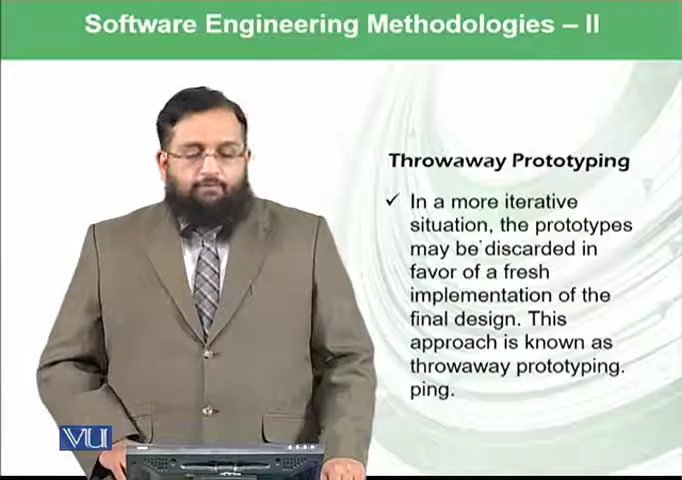 Software Engineering Methodologies – II
Throwaway Prototyping
✓ In a more iterative
situation, the prototypes
may be discarded in
favor of a fresh
implementation of the
final design. This
approach is known as
throwaway prototyping.
ping.
VU